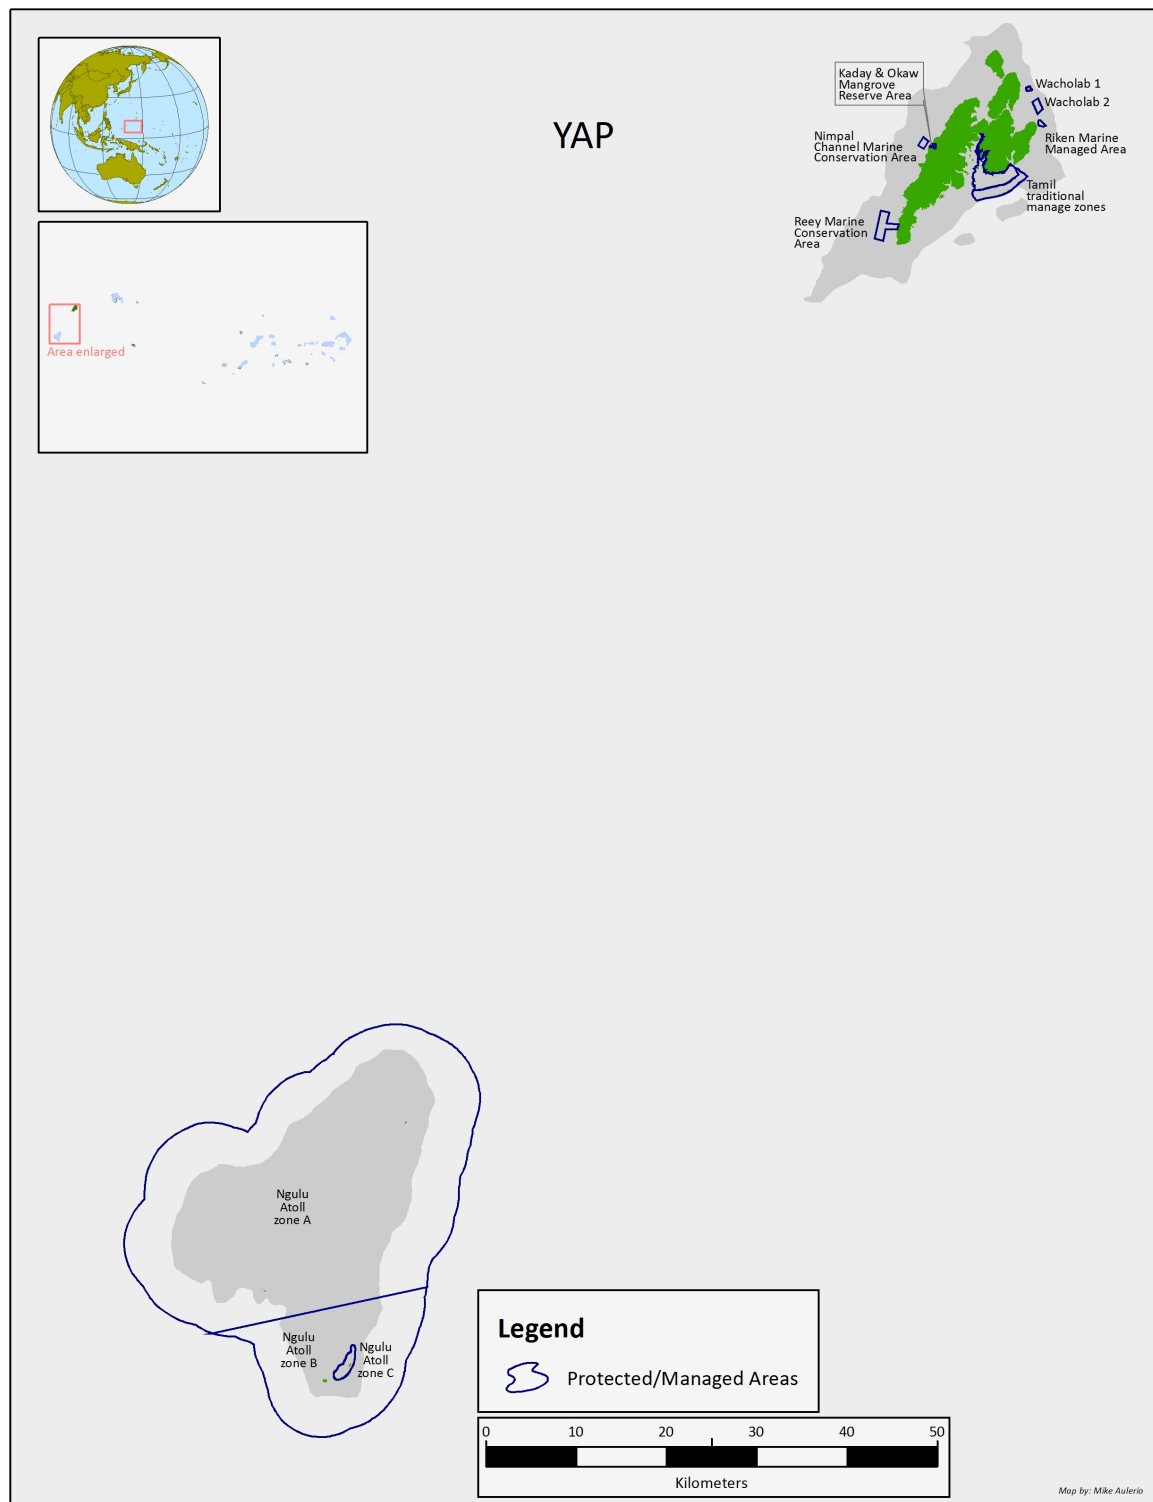 YAP
Kaday & Okaw
Mangrove
Reserve Area
Wacholab 1
Wacholab 2
Nimpal
Channel Marine
Conservation Area
Riken Marine
Managed Area
Tamil
traditional
manage zones
Reey Marine
Conservation
Area
Area enlarged
Ngulu
Atoll
zone A
Ngulu
Atoll
zone B
Ngulu
Atoll
zone C
Legend
Protected/Managed Areas
0 10 20 30 40 50
Kilometers
Map by: Mike Aulerio